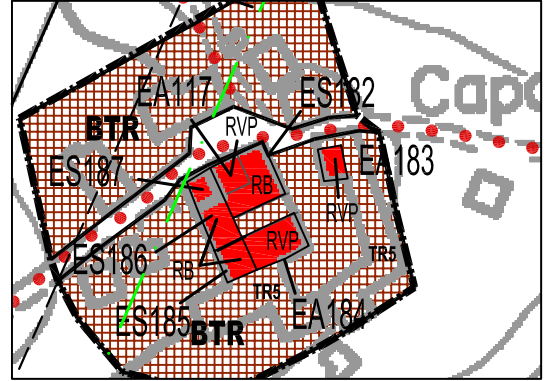 EA117
ES182
Capo
BTR
RVP
ES187
EA183
RB
RVP
RVP
ES186
RB
TR5
TR5
EA184
ES185
BTR